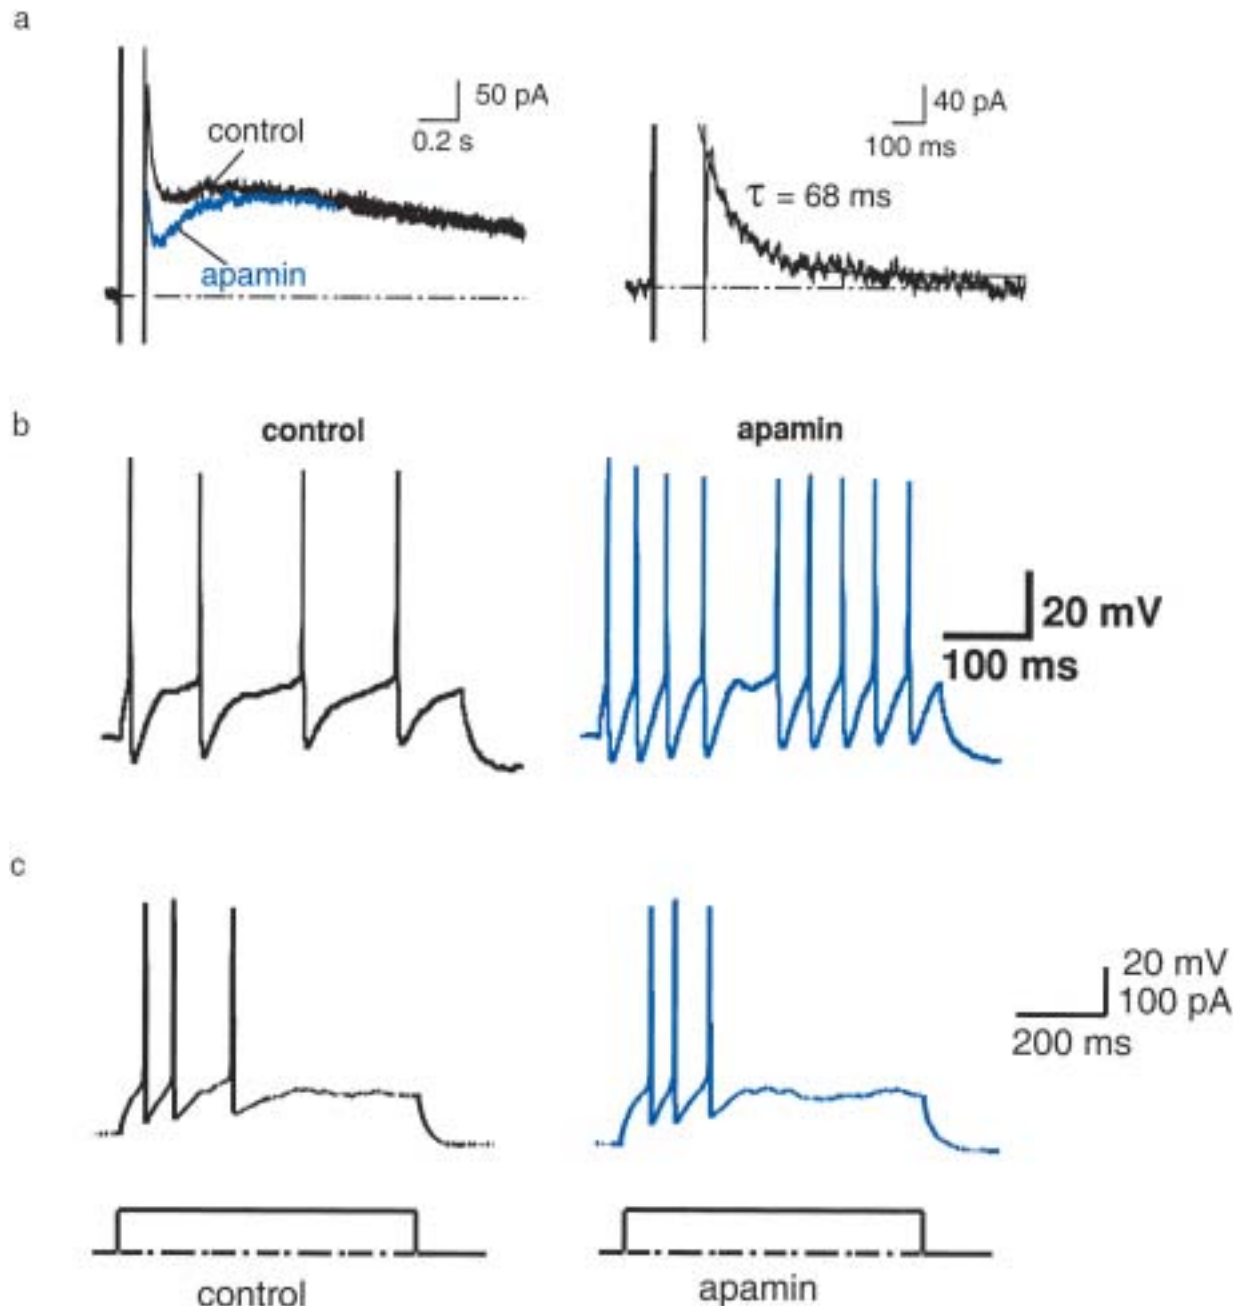 a
50 pA
0.2 s
control
apamin
40 pA
100 ms
τ = 68 ms
b
control
apamin
20 mV
100 ms
c
20 mV
100 pA
200 ms
control
apamin